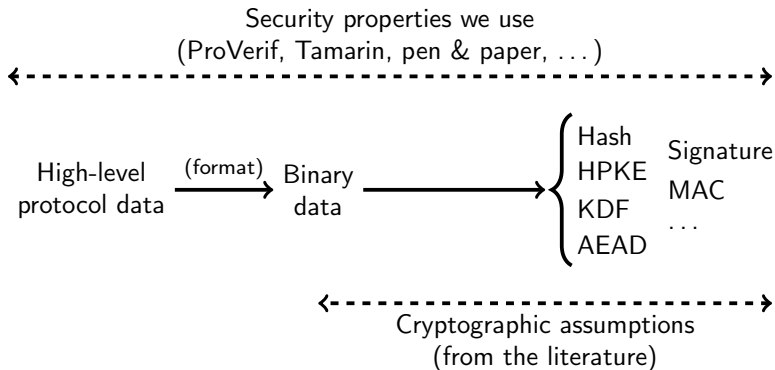 Security properties we use
(ProVerif, Tamarin, pen & paper, . . . )
High-level
protocol data
(format)
Binary
data
Hash
HPKE
KDF
AEAD
Signature
MAC
. . .
Cryptographic assumptions
(from the literature)